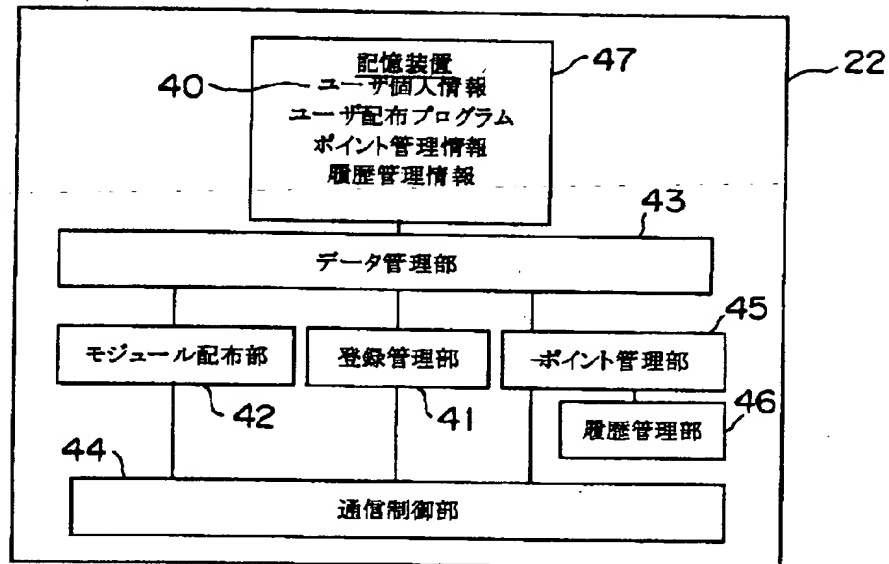 記憶装置
47
22
40
ユーザ個人情報
ユーザ配布プログラム
ポイント管理情報
履歴管理情報
43
データ管理部
45
モジュール配布部
登録管理部
ポイント管理部
42
41
46
履歴管理部
44
通信制御部